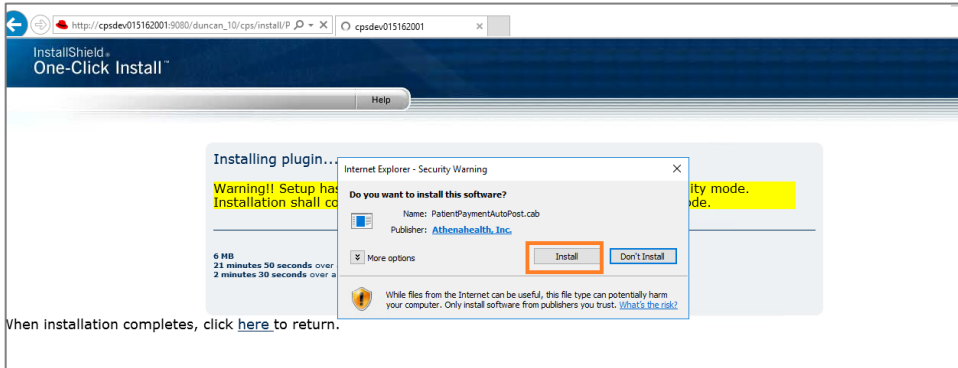 http://cpsdev015162001:9080/duncan_10/cps/install/P
cpsdev015162001
InstallShield®
One-Click Install™
Help
Installing plugin...
Warning!! Setup has
ity mode.
Installation shall co
ode.
6 MB
21 minutes 50 seconds over
2 minutes 30 seconds over a
Internet Explorer - Security Warning
Do you want to install this software?
Name: PatientPaymentAutoPost.cab
Publisher: Athenahealth, Inc.
More options
Install
Don't Install
While files from the Internet can be useful, this file type can potentially harm
your computer. Only install software from publishers you trust. What's the risk?
When installation completes, click here to return.